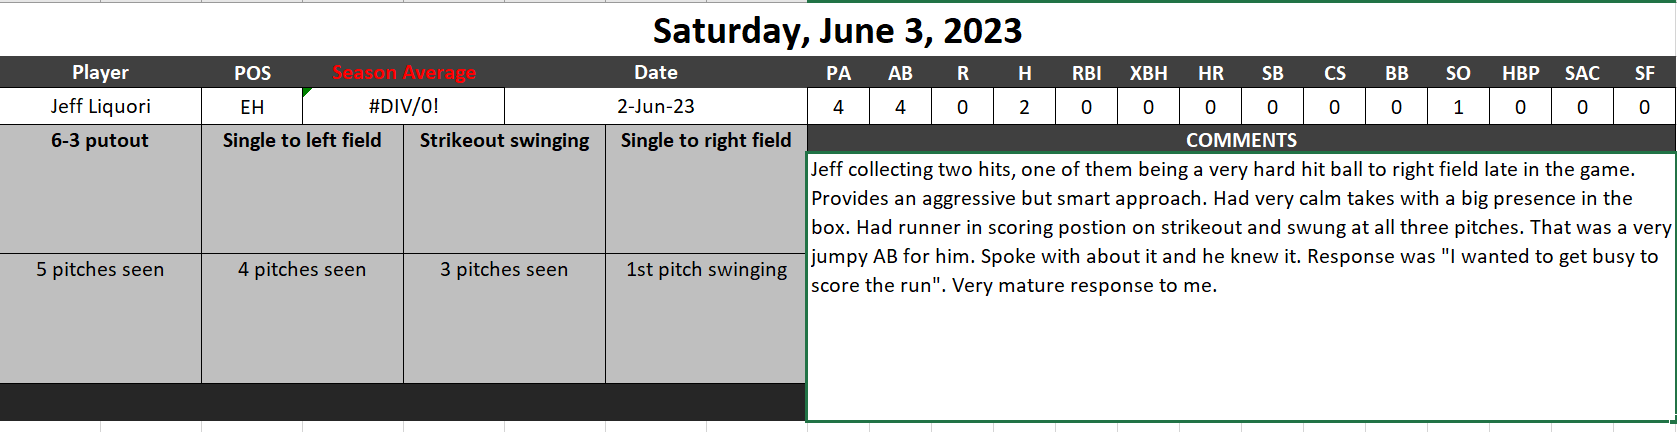 Saturday, June 3, 2023
Player POS Season Average Date PA AB R H RBI XBH HR SB CS BB SO HBP SAC SF
Jeff Liquori EH #DIV/0! 2-Jun-23 4 4 0 2 0 0 0 0 0 0 1 0 0 0
6-3 putout Single to left field Strikeout swinging Single to right field COMMENTS
Jeff collecting two hits, one of them being a very hard hit ball to right field late in the game.
Provides an aggressive but smart approach. Had very calm takes with a big presence in the
box. Had runner in scoring postion on strikeout and swung at all three pitches. That was a very
jumpy AB for him. Spoke with about it and he knew it. Response was "I wanted to get busy to
score the run". Very mature response to me.
5 pitches seen 4 pitches seen 3 pitches seen 1st pitch swinging